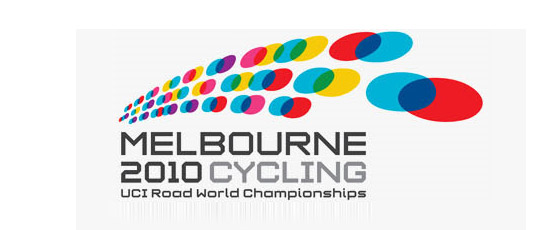 MELBOURNE
2010 CYCLING
UCI Road World Championships